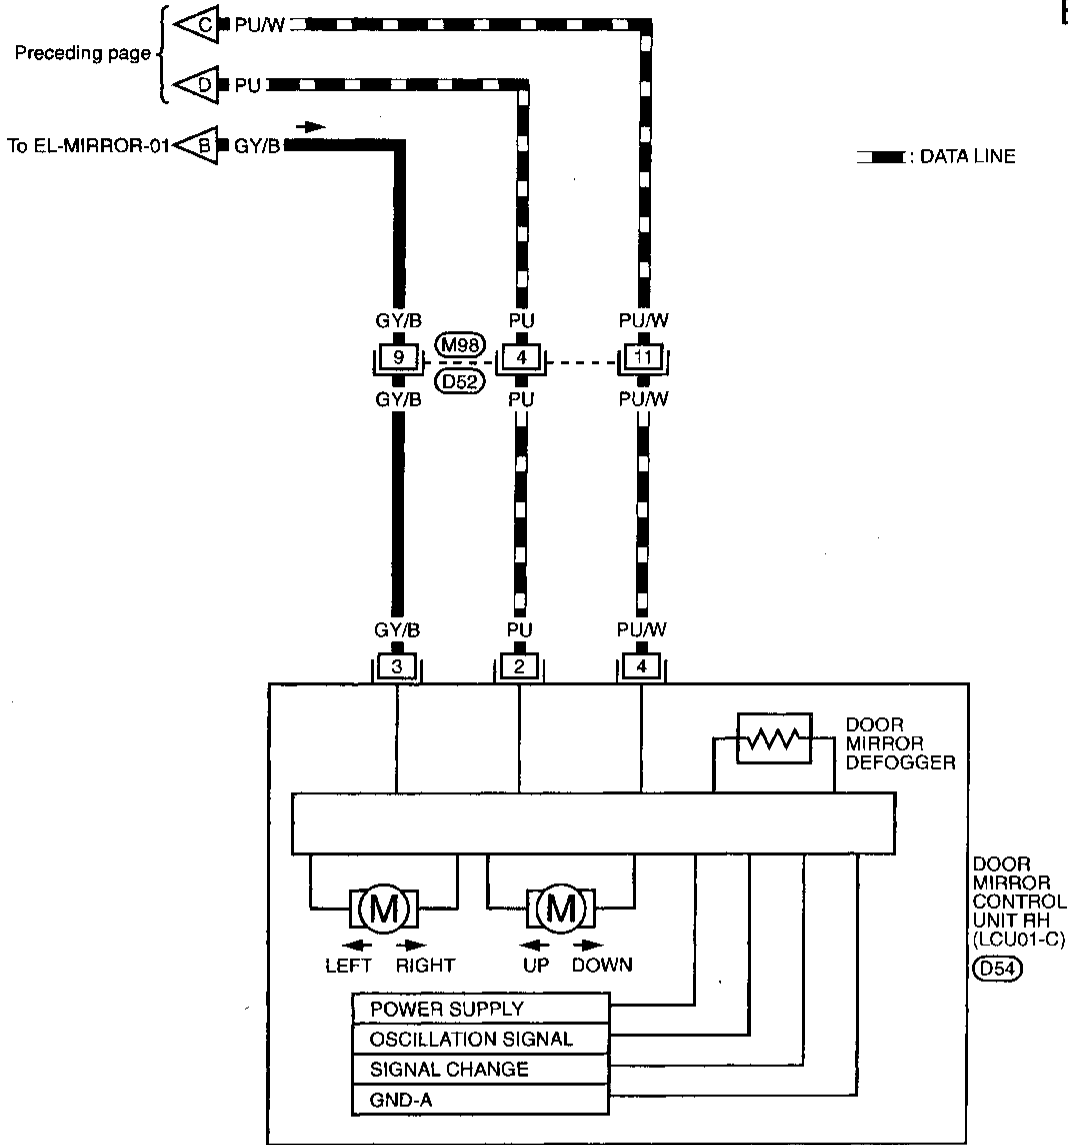 C PU/W
Preceding page
D PU
To EL-MIRROR-01 B GY/B
: DATA LINE
GY/B PU PU/W
9 M98 4 11
D52
GY/B PU PU/W
GY/B PU PU/W
3 2 4
DOOR
MIRROR
DEFOGGER
M M
LEFT RIGHT UP DOWN
DOOR
MIRROR
CONTROL
UNIT RH
(LCU01-C)
D54
POWER SUPPLY
OSCILLATION SIGNAL
SIGNAL CHANGE
GND-A